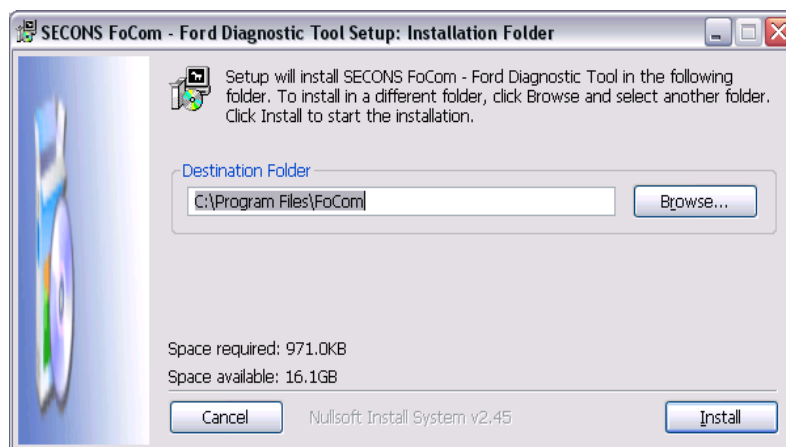 SECONS FoCom - Ford Diagnostic Tool Setup: Installation Folder
Setup will install SECONS FoCom - Ford Diagnostic Tool in the following
folder. To install in a different folder, click Browse and select another folder.
Click Install to start the installation.
Destination Folder
C:\Program Files\FoCom
Browse...
Space required: 971.0KB
Space available: 16.1GB
Cancel
Nullsoft Install System v2.45
Install